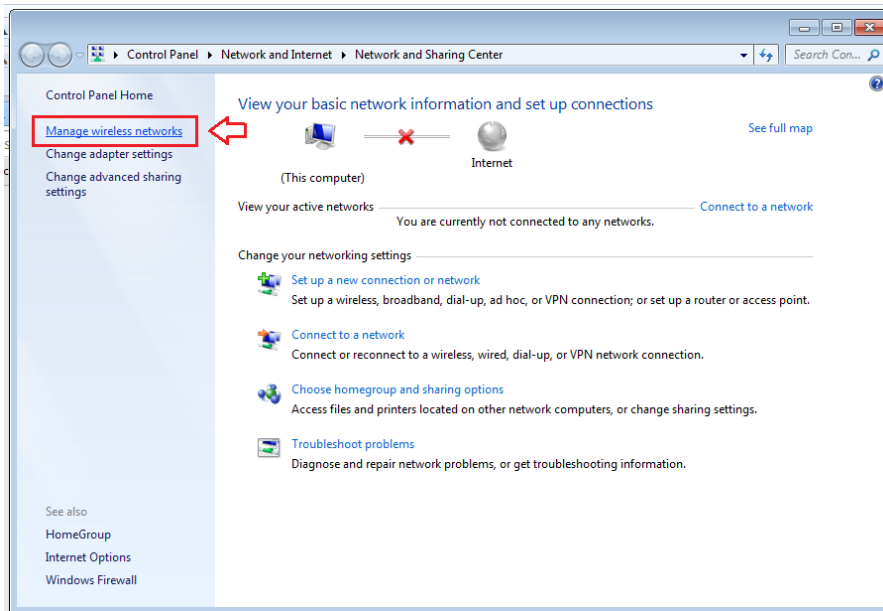 Control Panel ▸ Network and Internet ▸ Network and Sharing Center
Search Con...
Control Panel Home
Manage wireless networks
Change adapter settings
Change advanced sharing
settings
View your basic network information and set up connections
See full map
(This computer)
Internet
View your active networks
Connect to a network
You are currently not connected to any networks.
Change your networking settings
Set up a new connection or network
Set up a wireless, broadband, dial-up, ad hoc, or VPN connection; or set up a router or access point.
Connect to a network
Connect or reconnect to a wireless, wired, dial-up, or VPN network connection.
Choose homegroup and sharing options
Access files and printers located on other network computers, or change sharing settings.
Troubleshoot problems
Diagnose and repair network problems, or get troubleshooting information.
See also
HomeGroup
Internet Options
Windows Firewall